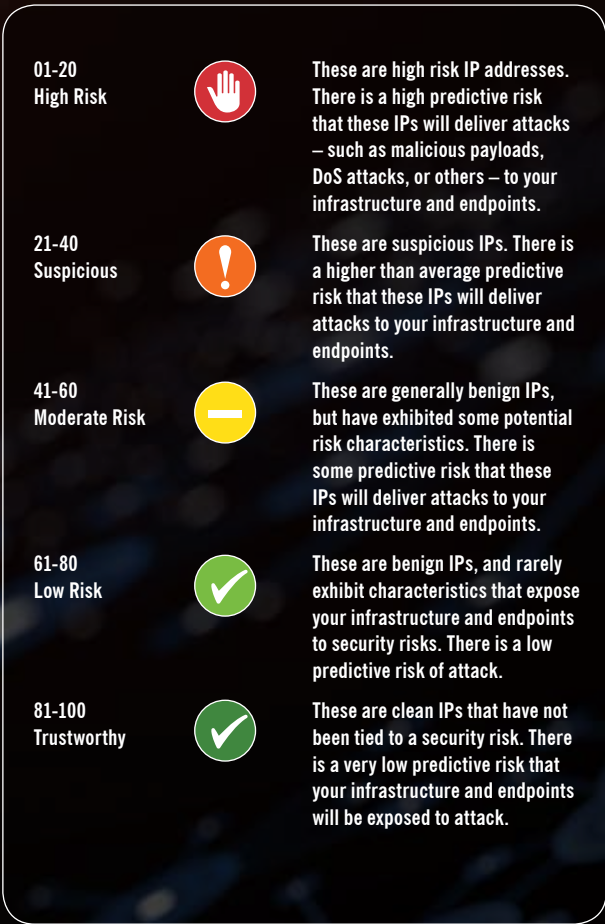 01-20
High Risk
These are high risk IP addresses.
There is a high predictive risk
that these IPs will deliver attacks
– such as malicious payloads,
DoS attacks, or others – to your
infrastructure and endpoints.
21-40
Suspicious
These are suspicious IPs. There is
a higher than average predictive
risk that these IPs will deliver
attacks to your infrastructure and
endpoints.
41-60
Moderate Risk
These are generally benign IPs,
but have exhibited some potential
risk characteristics. There is
some predictive risk that these
IPs will deliver attacks to your
infrastructure and endpoints.
61-80
Low Risk
These are benign IPs, and rarely
exhibit characteristics that expose
your infrastructure and endpoints
to security risks. There is a low
predictive risk of attack.
81-100
Trustworthy
These are clean IPs that have not
been tied to a security risk. There
is a very low predictive risk that
your infrastructure and endpoints
will be exposed to attack.